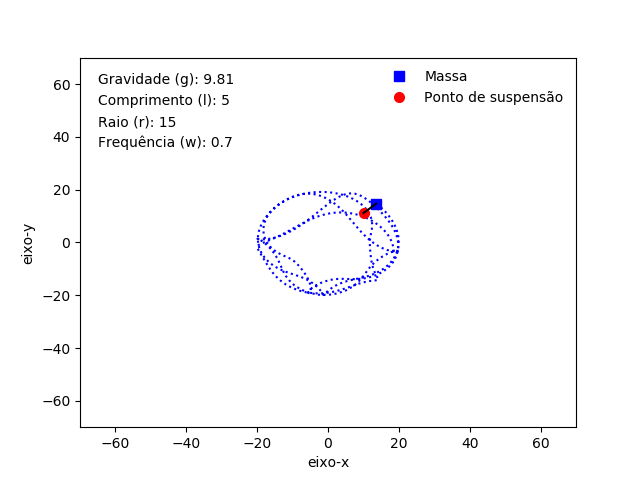 Gravidade (g): 9.81
Comprimento (l): 5
Raio (r): 15
Frequência (w): 0.7
Massa
Ponto de suspensão
60
40
20
0
−20
−40
−60
eixo-y
−60
−40
−20
0
20
40
60
eixo-x